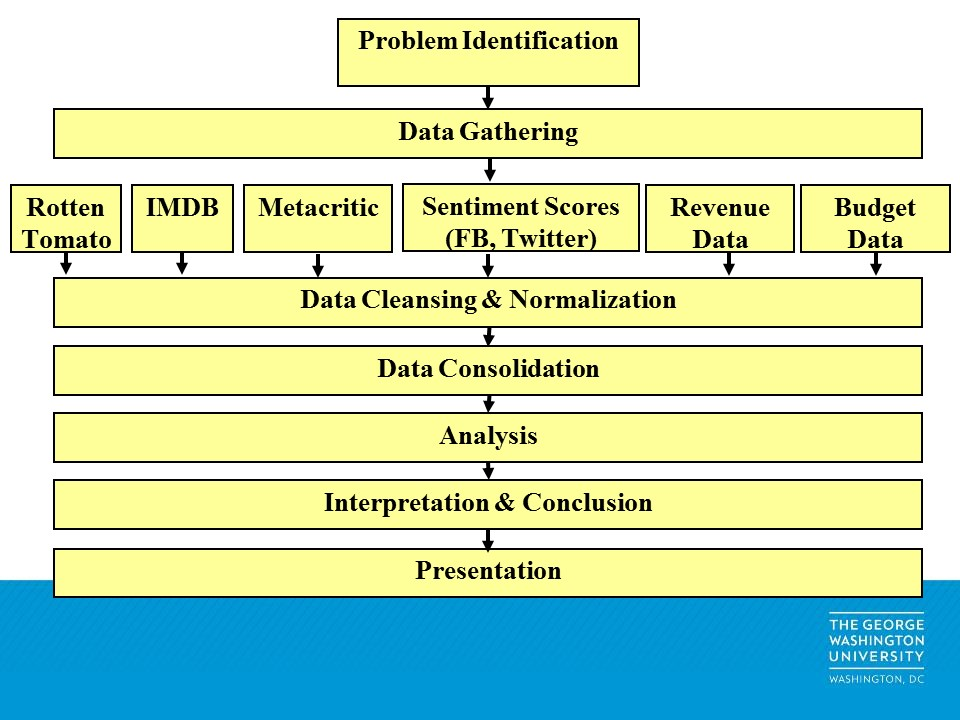 Problem Identification
Data Gathering
Rotten
Tomato
IMDB
Metacritic
Sentiment Scores
(FB, Twitter)
Revenue
Data
Budget
Data
Data Cleansing & Normalization
Data Consolidation
Analysis
Interpretation & Conclusion
Presentation
THE GEORGE
WASHINGTON
UNIVERSITY
WASHINGTON, DC